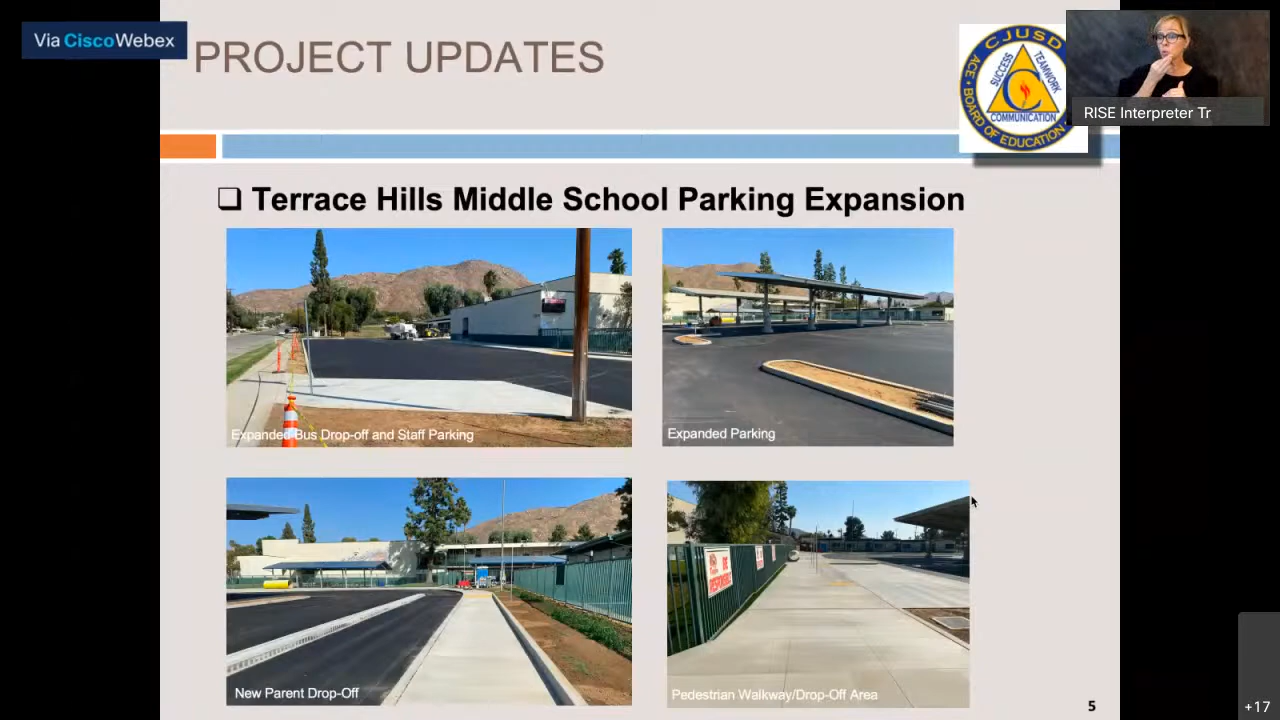 Via CiscoWebex
PROJECT UPDATES
CJUSD
ACE • BOARD OF EDUCATION
SUCCESS
TEAMWORK
C
COMMUNICATION
RISE Interpreter Tr
❑ Terrace Hills Middle School Parking Expansion
Expanded Bus Drop-off and Staff Parking
Expanded Parking
New Parent Drop-Off
Pedestrian Walkway/Drop-Off Area
5
+17